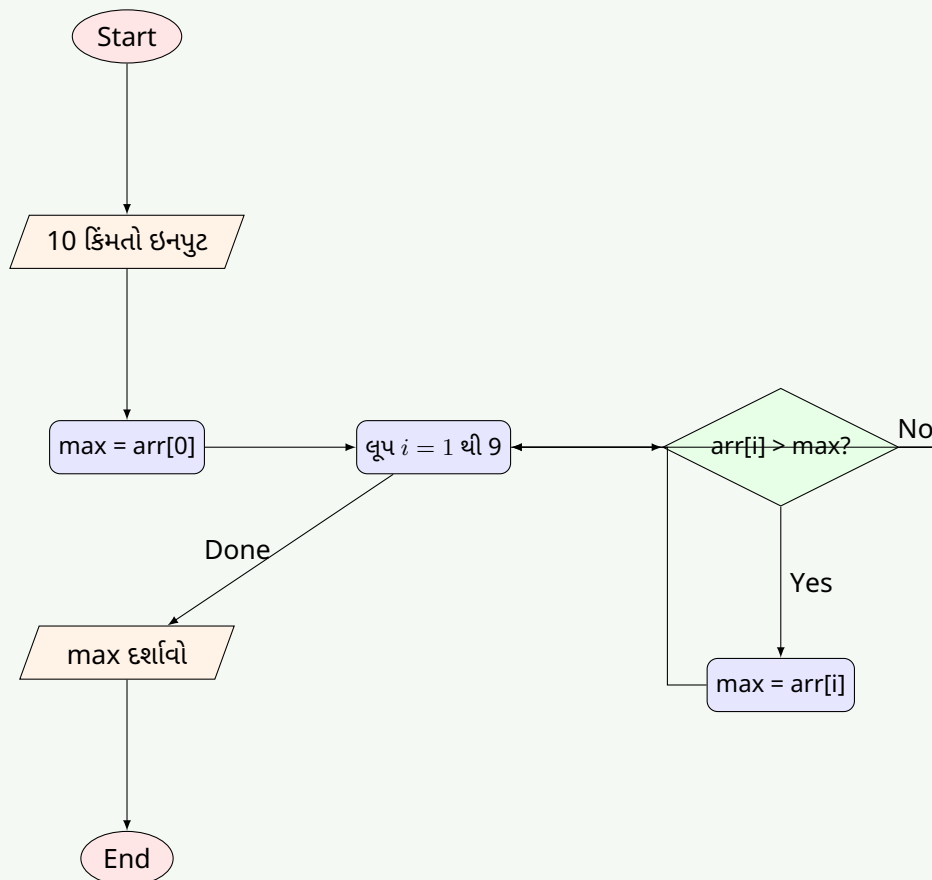 Start
10 કિંમતો ઇનપુટ
max = arr[0]
લૂપ i = 1 થી 9
arr[i] > max?
No
Done
Yes
max દર્શાવો
max = arr[i]
End